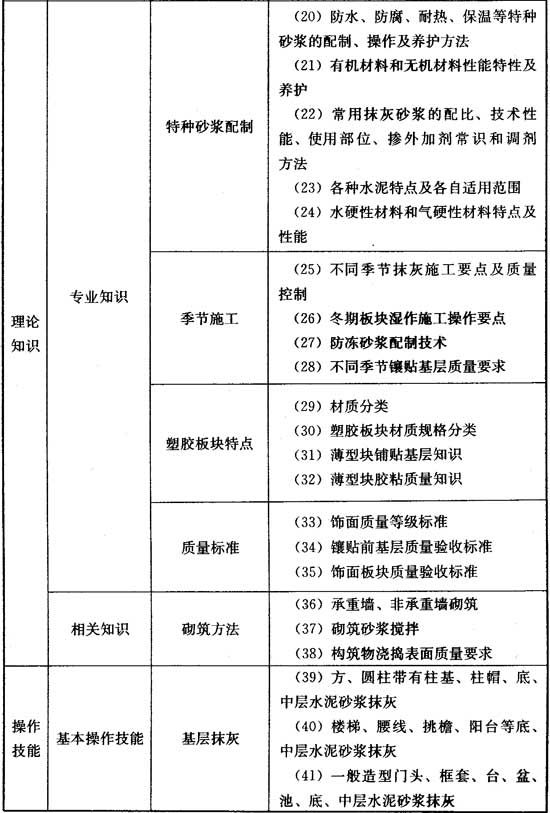 理论
知识
专业知识
特种砂浆配制
（20）防水、防腐、耐热、保温等特种
砂浆的配制、操作及养护方法
（21）有机材料和无机材料性能特性及
养护
（22）常用抹灰砂浆的配比、技术性
能、使用部位、掺外加剂常识和调剂
方法
（23）各种水泥特点及各自适用范围
（24）水硬性材料和气硬性材料特点及
性能
季节施工
（25）不同季节抹灰施工要点及质量
控制
（26）冬期板块湿作施工操作要点
（27）防冻砂浆配制技术
（28）不同季节镶贴基层质量要求
塑胶板块特点
（29）材质分类
（30）塑胶板块材质规格分类
（31）薄型块铺贴基层知识
（32）薄型块胶粘质量知识
质量标准
（33）饰面质量等级标准
（34）镶贴前基层质量验收标准
（35）饰面板块质量验收标准
相关知识
砌筑方法
（36）承重墙、非承重墙砌筑
（37）砌筑砂浆搅拌
（38）构筑物浇捣表面质量要求
操作
技能
基本操作技能
基层抹灰
（39）方、圆柱带有柱基、柱帽、底、
中层水泥砂浆抹灰
（40）楼梯、腰线、挑檐、阳台等底、
中层水泥砂浆抹灰
（41）一般造型门头、框套、台、盆、
池、底、中层水泥砂浆抹灰